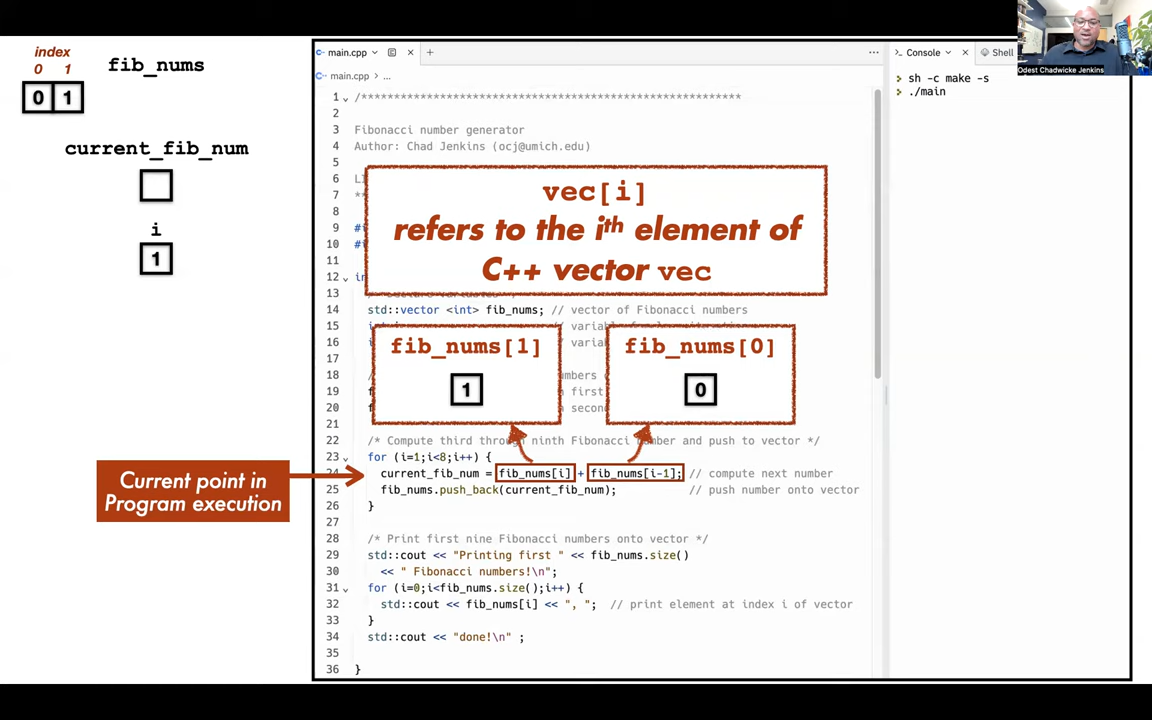 index
0 1
fib_nums
0 1
current_fib_num
i
1
Current point in
Program execution
main.cpp
main.cpp > ...
1 /**********************************************************
2
3 Fibonacci number generator
4 Author: Chad Jenkins (ocj@umich.edu)
5
6
7
8
9
10
11
12
13
14 std::vector <int> fib_nums; // vector of Fibonacci numbers
15
16
17
18
19
20
21
22 /* Compute third through ninth Fibonacci number and push to vector */
23 for (i=1;i<8;i++) {
24 current_fib_num = fib_nums[i] + fib_nums[i-1]; // compute next number
25 fib_nums.push_back(current_fib_num); // push number onto vector
26 }
27
28 /* Print first nine Fibonacci numbers onto vector */
29 std::cout << "Printing first " << fib_nums.size()
30 << " Fibonacci numbers!\n";
31 for (i=0;i<fib_nums.size();i++) {
32 std::cout << fib_nums[i] << ", "; // print element at index i of vector
33 }
34 std::cout << "done!\n" ;
35
36 }
vec[i]
refers to the ith element of
C++ vector vec
fib_nums[1]
1
fib_nums[0]
0
Console
Shell
sh -c make -s
./main
Odest Chadwicke Jenkins